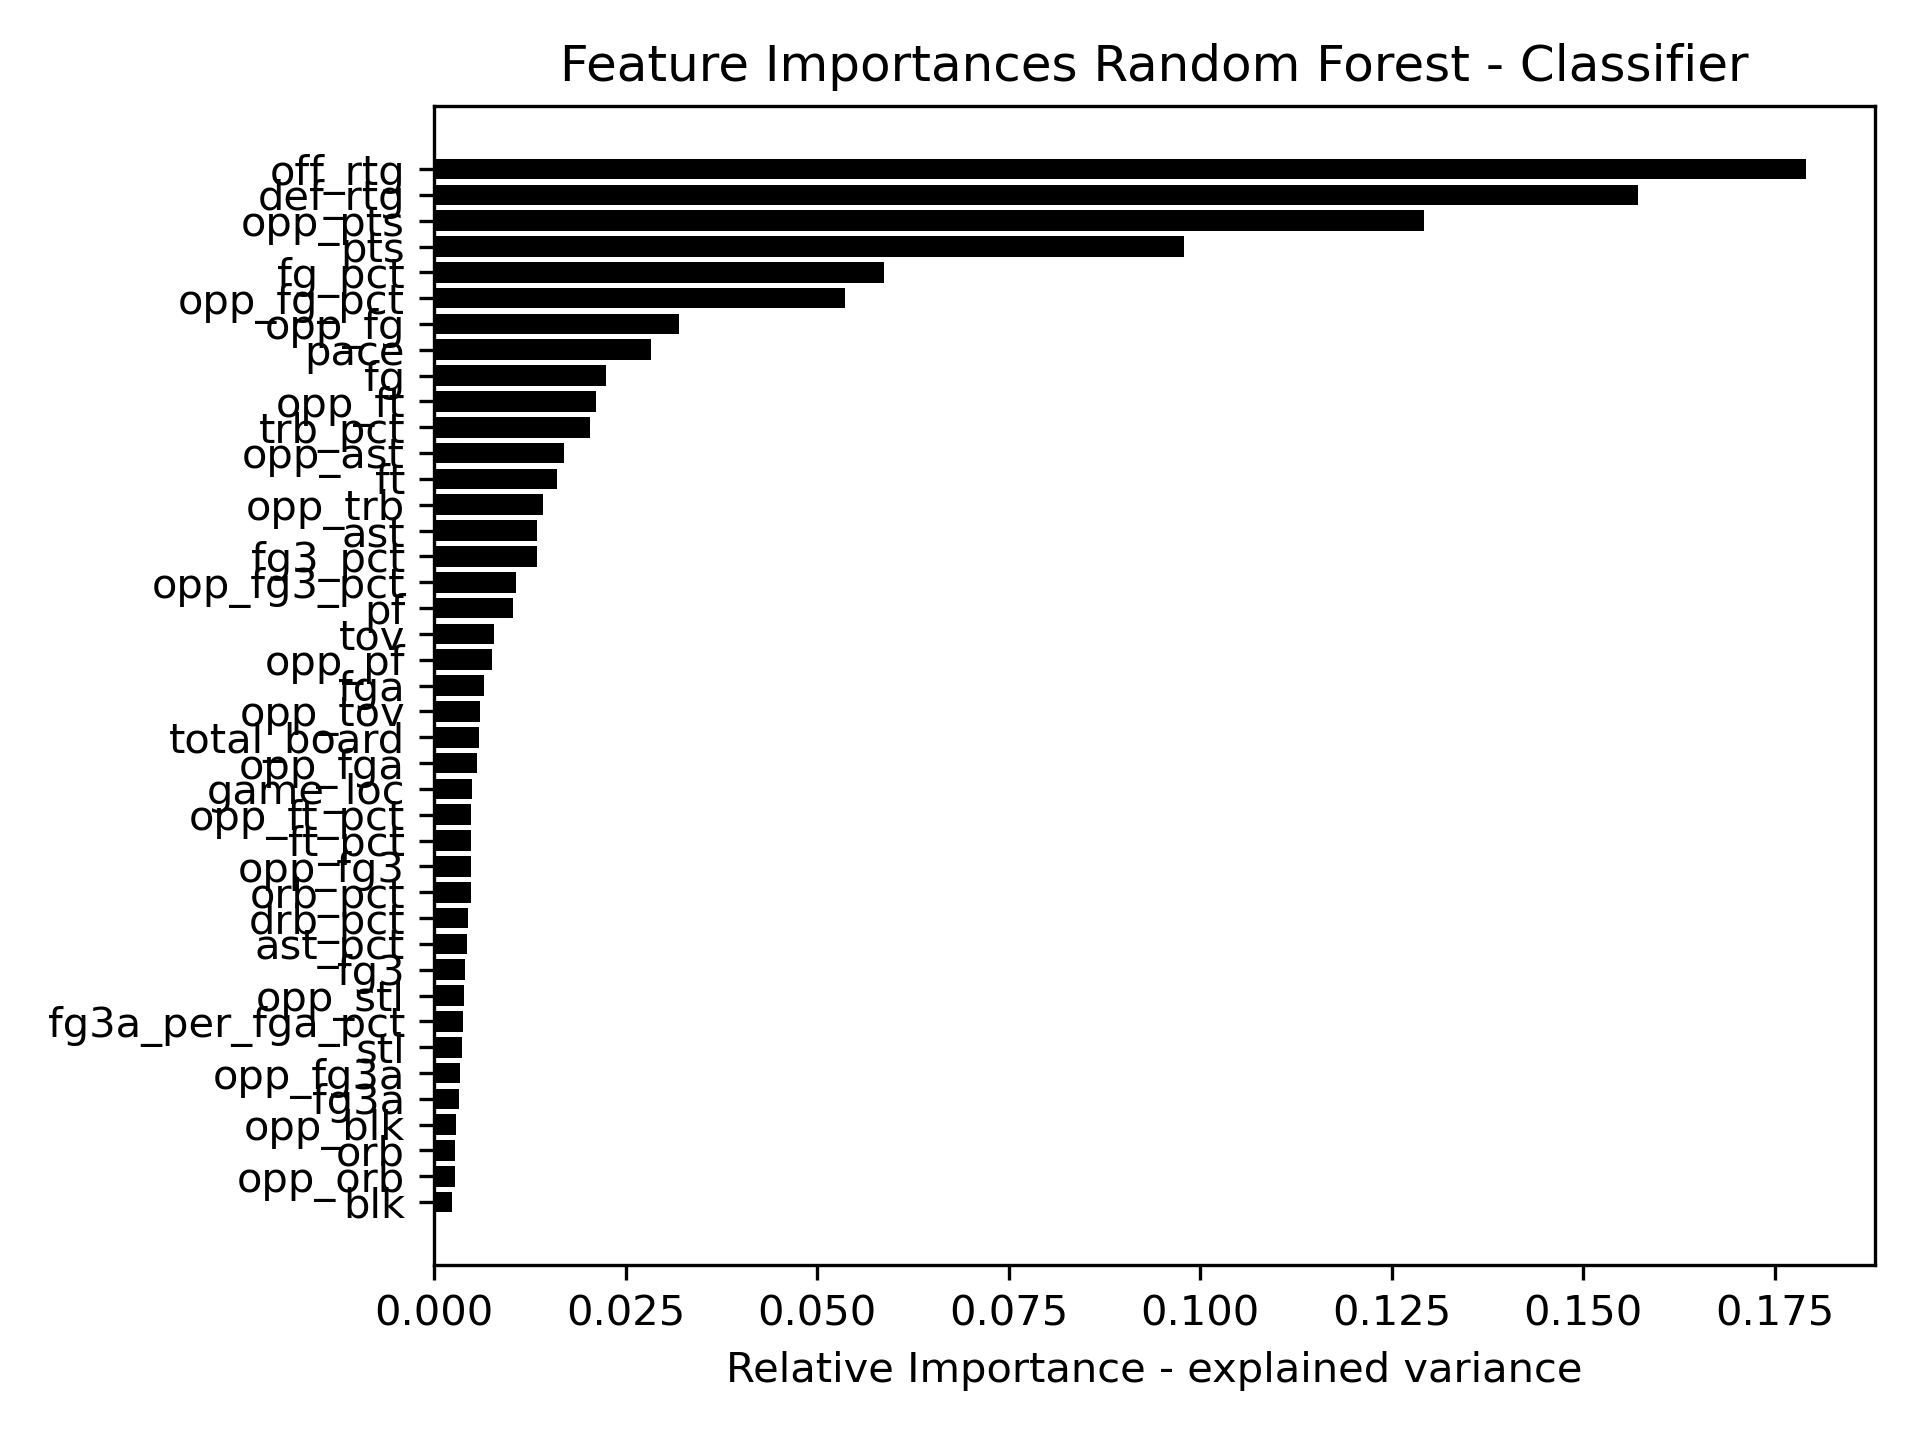 Feature Importances Random Forest - Classifier
off_rtg
def_rtg
opp_pts
pts
fg_pct
opp_fg_pct
opp_fg
pace
fg
opp_ft
trb_pct
opp_ast
ft
opp_trb
ast
fg3_pct
opp_fg3_pct
pf
tov
opp_pf
fga
opp_tov
total_board
opp_fga
game_loc
opp_ft_pct
ft_pct
opp_fg3
orb_pct
drb_pct
ast_pct
fg3
opp_stl
fg3a_per_fga_pct
stl
opp_fg3a
fg3a
opp_blk
orb
opp_orb
blk
0.000 0.025 0.050 0.075 0.100 0.125 0.150 0.175
Relative Importance - explained variance